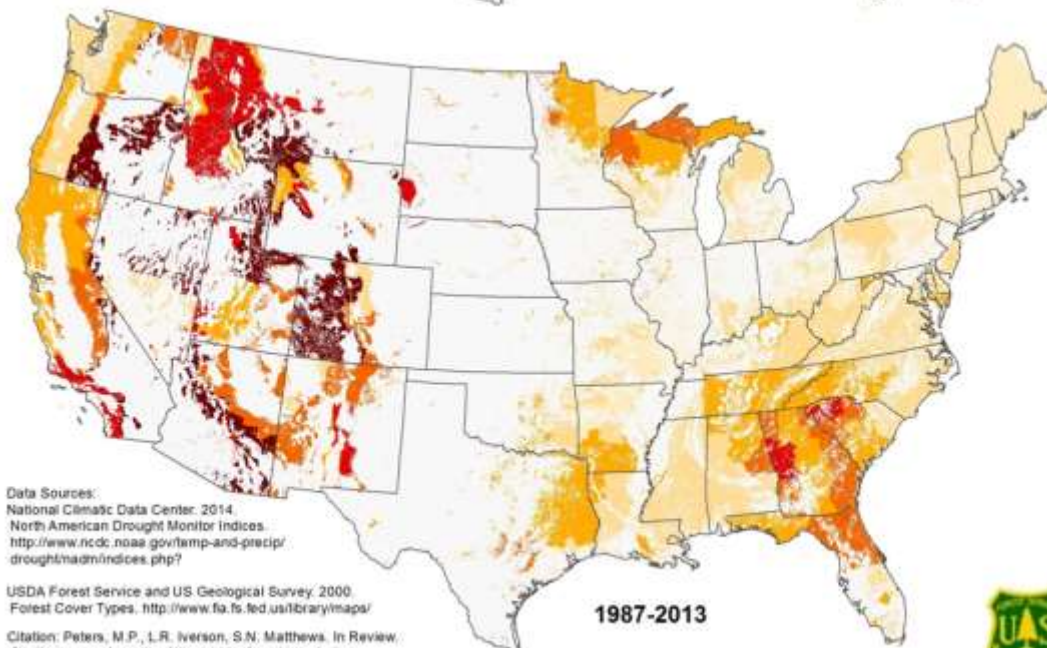 Data Sources:
National Climatic Data Center. 2014.
North American Drought Monitor Indices.
http://www.ncdc.noaa.gov/temp-and-precip/
drought/nadm/indices.php?
USDA Forest Service and US Geological Survey. 2000.
Forest Cover Types. http://www.fia.fs.fed.us/library/maps/
Citation: Peters, M.P., L.R. Iverson, S.N. Matthews. In Review.
1987-2013
US